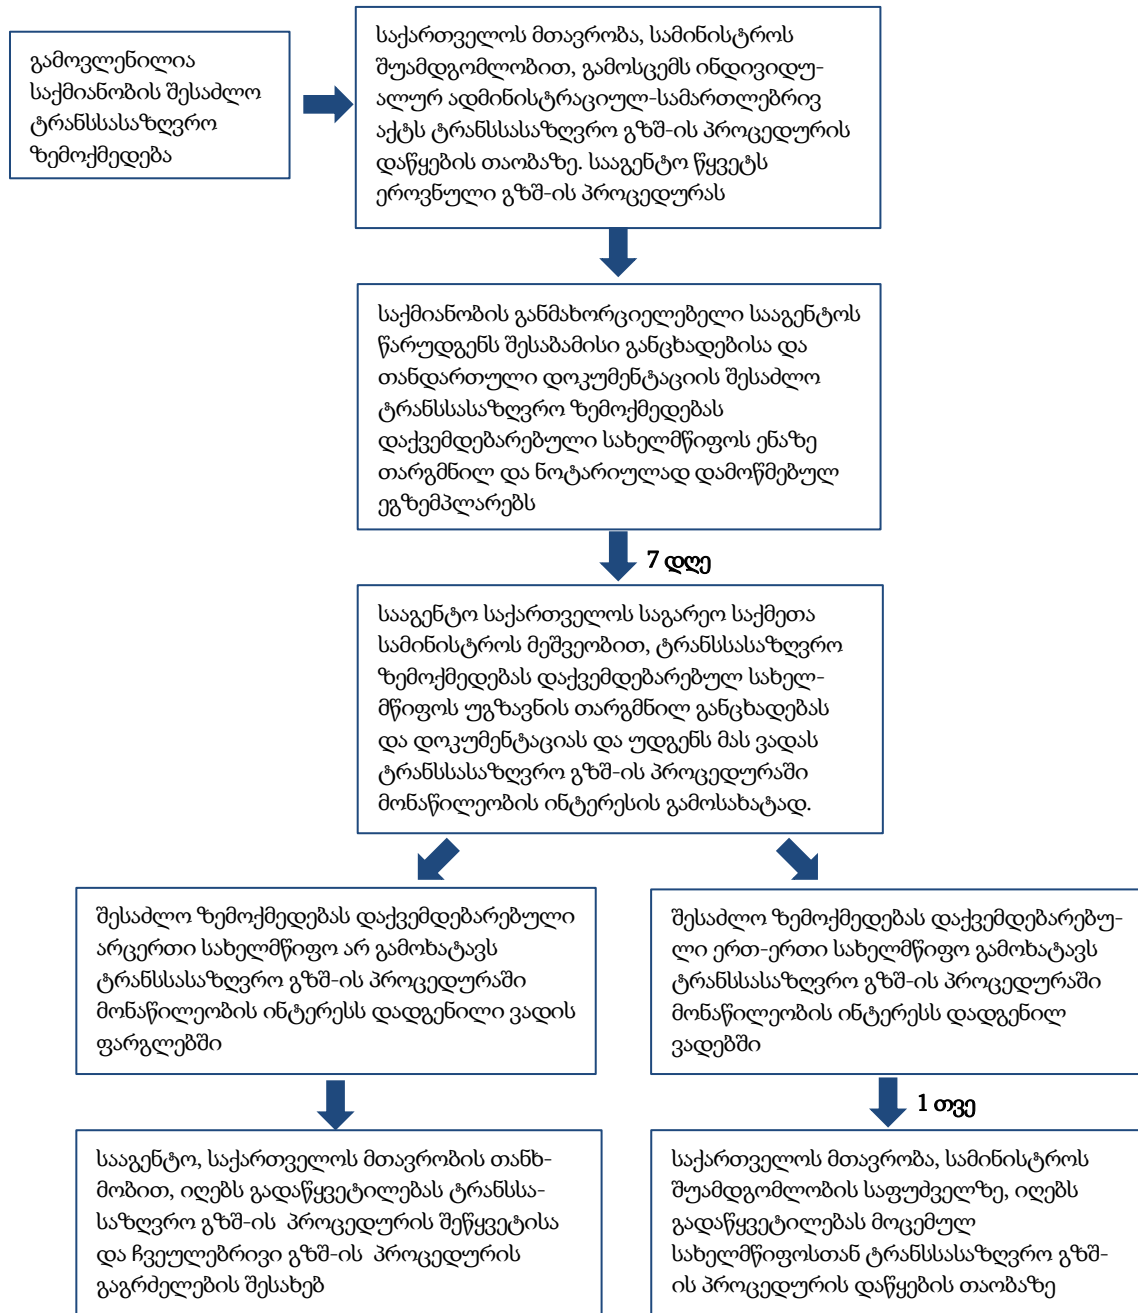 გამოვლენილია
საქმიანობის შესაძლო
ტრანსსასაზღვრო
ზემოქმედება
საქართველოს მთავრობა, სამინისტროს
შუამდგომლობით, გამოსცემს ინდივიდუ-
ალურ ადმინისტრაციულ-სამართლებრივ
აქტს ტრანსსასაზღვრო გზშ-ის პროცედურის
დაწყების თაობაზე. სააგენტო წყვეტს
ეროვნული გზშ-ის პროცედურას
საქმიანობის განმახორციელებელი სააგენტოს
წარუდგენს შესაბამისი განცხადებისა და
თანდართული დოკუმენტაციის შესაძლო
ტრანსსასაზღვრო ზემოქმედებას
დაქვემდებარებული სახელმწიფოს ენაზე
თარგმნილ და ნოტარიულად დამოწმებულ
ეგზემპლარებს
7 დღე
სააგენტო საქართველოს საგარეო საქმეთა
სამინისტროს მეშვეობით, ტრანსსასაზღვრო
ზემოქმედებას დაქვემდებარებულ სახელ-
მწიფოს უგზავნის თარგმნილ განცხადებას
და დოკუმენტაციას და უდგენს მას ვადას
ტრანსსასაზღვრო გზშ-ის პროცედურაში
მონაწილეობის ინტერესის გამოსახატად.
შესაძლო ზემოქმედებას დაქვემდებარებული
არცერთი სახელმწიფო არ გამოხატავს
ტრანსსასაზღვრო გზშ-ის პროცედურაში
მონაწილეობის ინტერესს დადგენილი ვადის
ფარგლებში
შესაძლო ზემოქმედებას დაქვემდებარებუ-
ლი ერთ-ერთი სახელმწიფო გამოხატავს
ტრანსსასაზღვრო გზშ-ის პროცედურაში
მონაწილეობის ინტერესს დადგენილ
ვადებში
1 თვე
სააგენტო, საქართველოს მთავრობის თანხ-
მობით, იღებს გადაწყვეტილებას ტრანსსა-
საზღვრო გზშ-ის პროცედურის შეწყვეტისა
და ჩვეულებრივი გზშ-ის პროცედურის
გაგრძელების შესახებ
საქართველოს მთავრობა, სამინისტროს
შუამდგომლობის საფუძველზე, იღებს
გადაწყვეტილებას მოცემულ
სახელმწიფოსთან ტრანსსასაზღვრო გზშ-
ის პროცედურის დაწყების თაობაზე